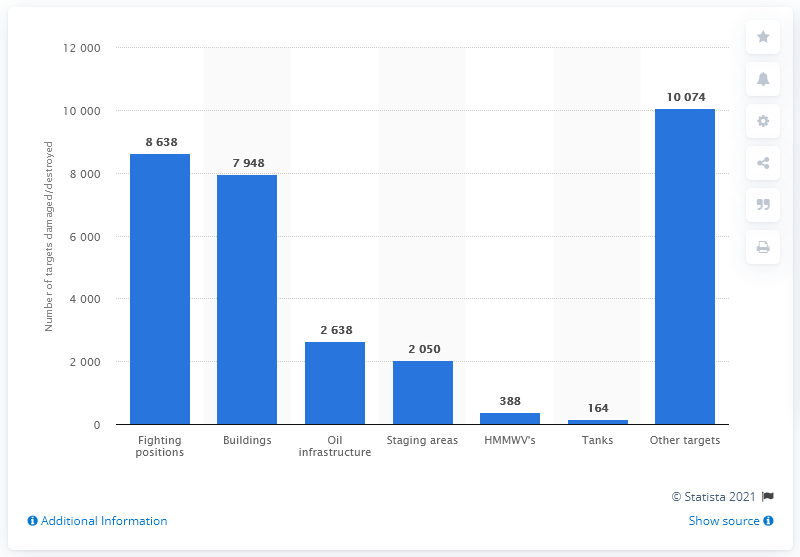 12 000
10 000
8 000
6 000
4 000
2 000
0
Number of targets damaged/destroyed
8 638
7 948
2 638
2 050
388
164
10 074
Fighting
positions
Buildings
Oil
infrastructure
Staging areas
HMMWV's
Tanks
Other targets
© Statista 2021
Additional Information
Show source